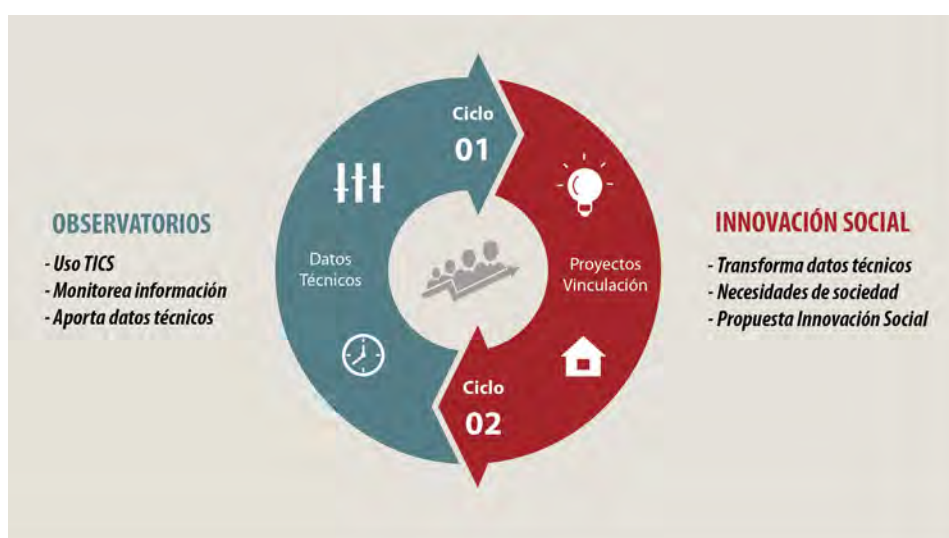 OBSERVATORIOS
- Uso TICS
- Monitorea información
- Aporta datos técnicos
Ciclo
01
Datos
Técnicos
Proyectos
Vinculación
Ciclo
02
INNOVACIÓN SOCIAL
- Transforma datos técnicos
- Necesidades de sociedad
- Propuesta Innovación Social